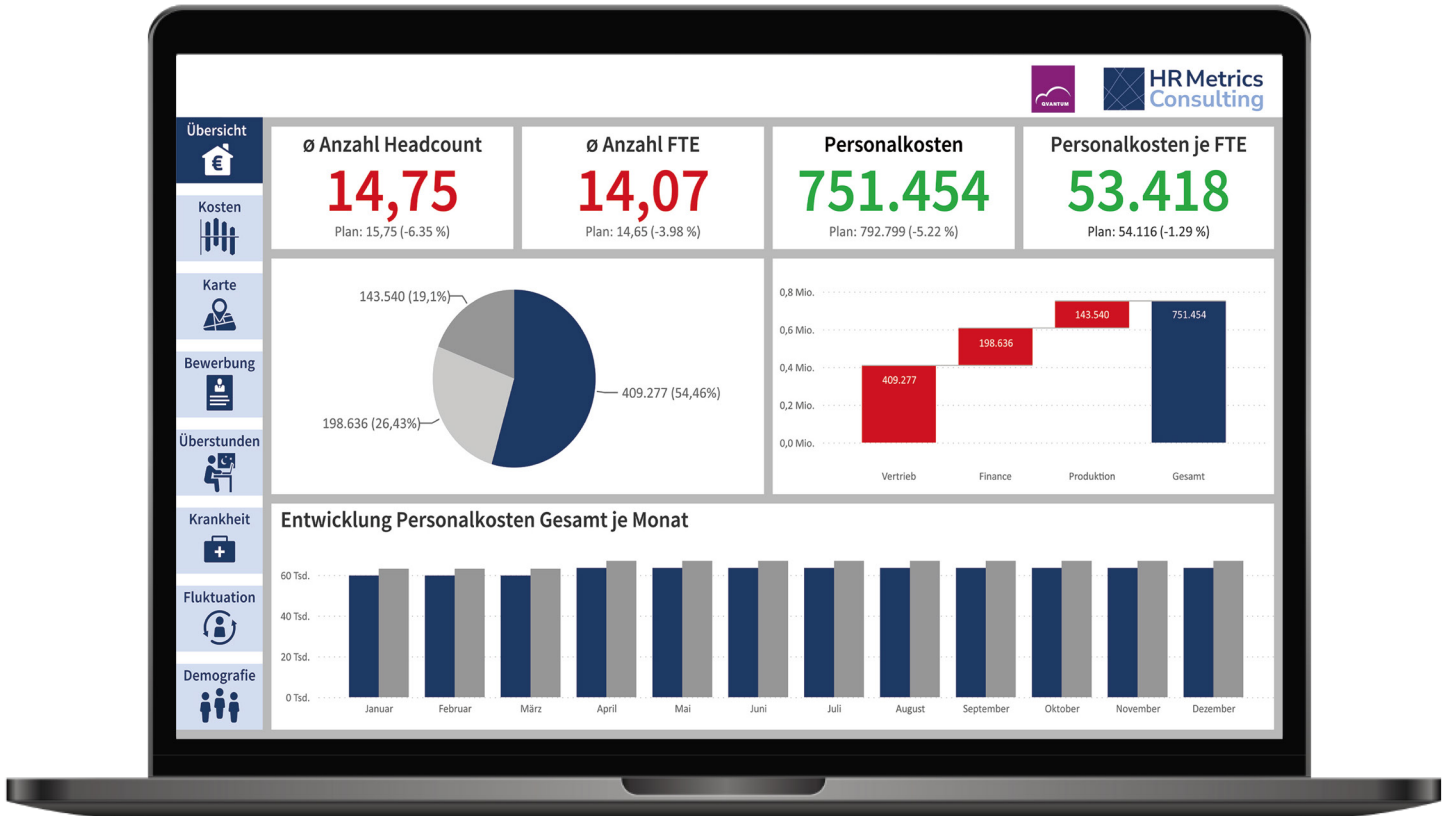 QVANTUM
HR Metrics
Consulting
Übersicht
€
Kosten
Karte
Bewerbung
Überstunden
Krankheit
Fluktuation
Demografie
ø Anzahl Headcount
14,75
Plan: 15,75 (-6.35 %)
ø Anzahl FTE
14,07
Plan: 14,65 (-3.98 %)
Personalkosten
751.454
Plan: 792.799 (-5.22 %)
Personalkosten je FTE
53.418
Plan: 54.116 (-1.29 %)
143.540 (19,1%)
409.277 (54,46%)
198.636 (26,43%)
0,8 Mio.
0,6 Mio.
0,4 Mio.
0,2 Mio.
0,0 Mio.
409.277
198.636
143.540
751.454
Vertrieb Finance Produktion Gesamt
Entwicklung Personalkosten Gesamt je Monat
60 Tsd.
40 Tsd.
20 Tsd.
0 Tsd.
Januar Februar März April Mai Juni Juli August September Oktober November Dezember